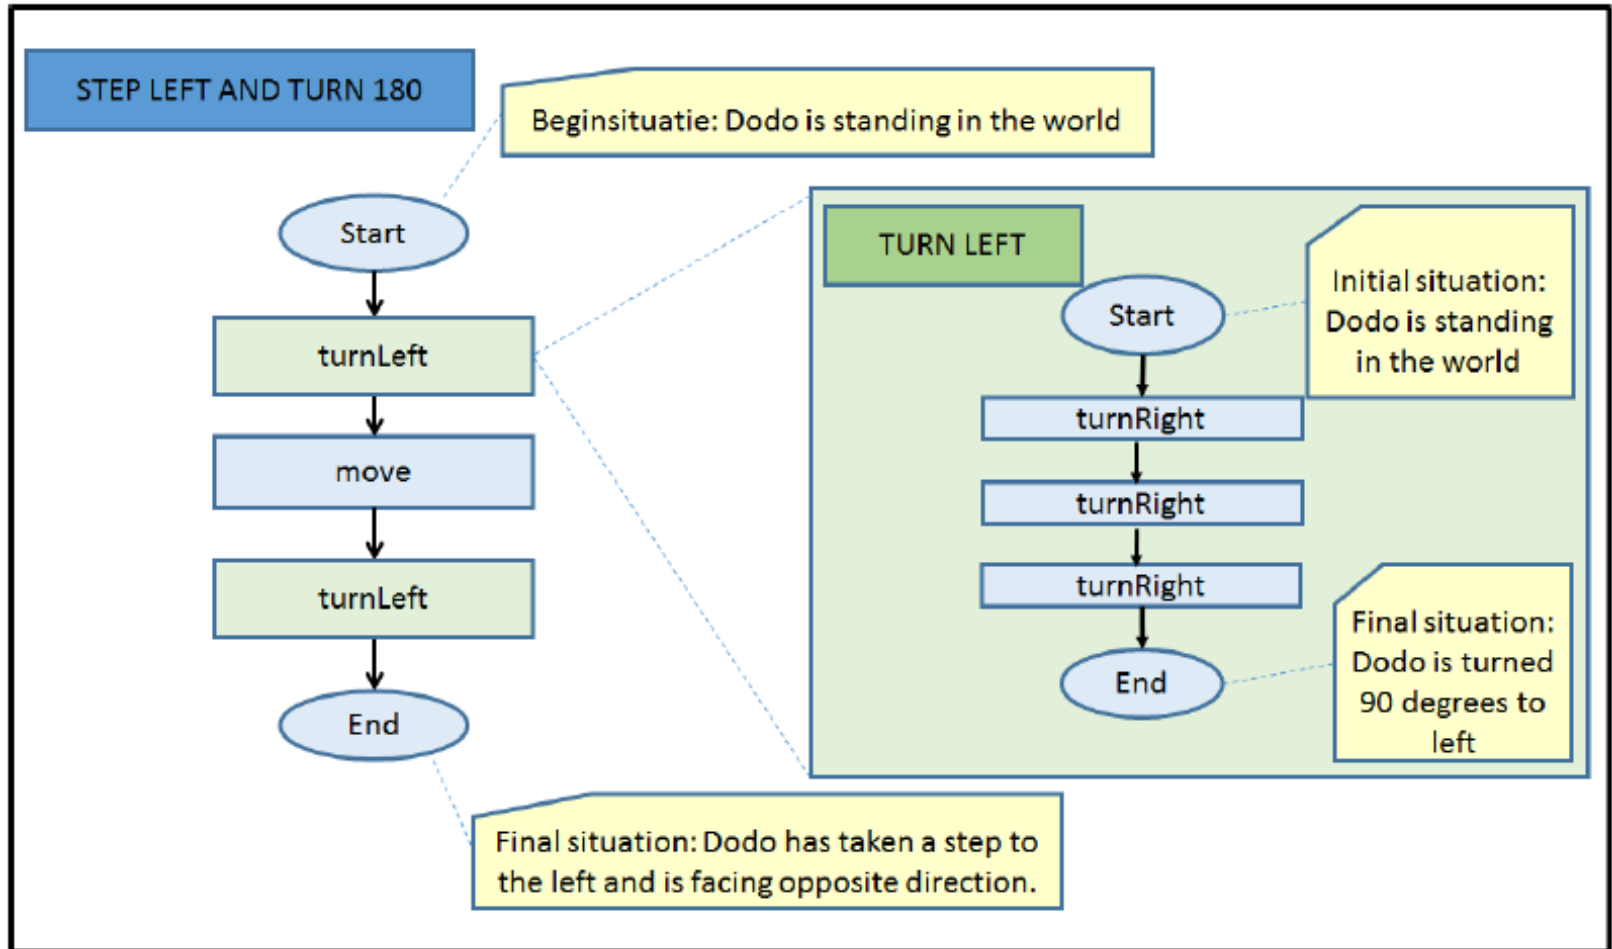 STEP LEFT AND TURN 180
Beginsituatie: Dodo is standing in the world
Start
turnLeft
move
turnLeft
End
Final situation: Dodo has taken a step to
the left and is facing opposite direction.
TURN LEFT
Initial situation:
Dodo is standing
in the world
Start
turnRight
turnRight
turnRight
End
Final situation:
Dodo is turned
90 degrees to
left